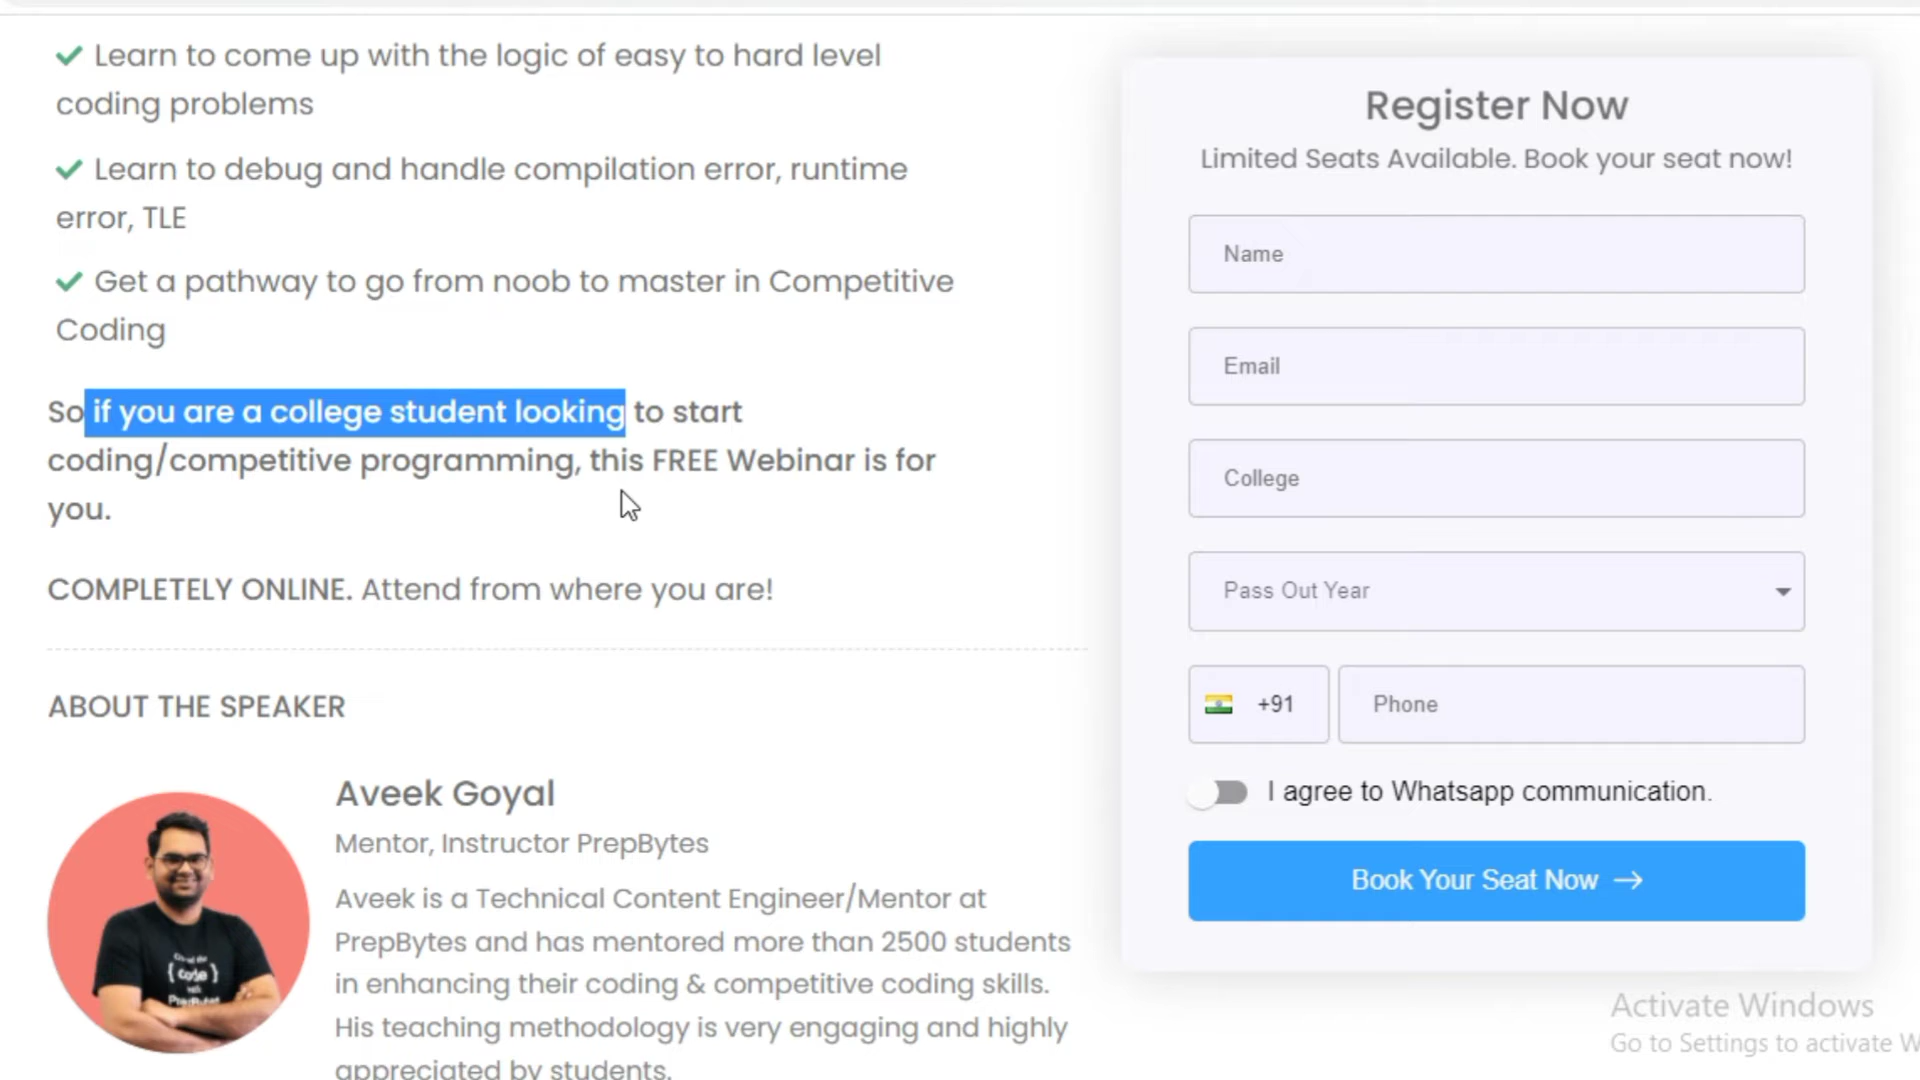 Learn to come up with the logic of easy to hard level
coding problems
Learn to debug and handle compilation error, runtime
error, TLE
Get a pathway to go from noob to master in Competitive
Coding
So if you are a college student looking to start
coding/competitive programming, this FREE Webinar is for
you.
COMPLETELY ONLINE. Attend from where you are!
ABOUT THE SPEAKER
Aveek Goyal
Mentor, Instructor PrepBytes
Aveek is a Technical Content Engineer/Mentor at
PrepBytes and has mentored more than 2500 students
in enhancing their coding & competitive coding skills.
His teaching methodology is very engaging and highly
appreciated by students.
{ code }
with
PrepBytes
Register Now
Limited Seats Available. Book your seat now!
Name
Email
College
Pass Out Year
+91
Phone
I agree to Whatsapp communication.
Book Your Seat Now →
Activate Windows
Go to Settings to activate W